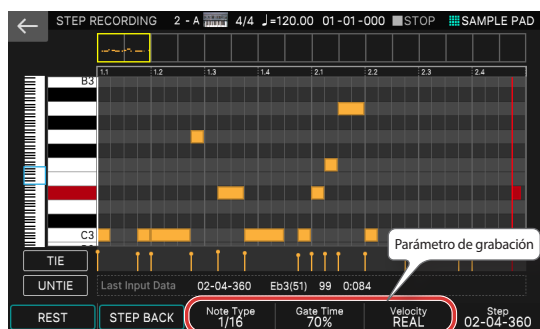 STEP RECORDING 2 - A 4/4 ♩=120.00 01 -01 -000 STOP SAMPLE PAD
1.1 1.2 1.3 1.4 2.1 2.2 2.3 2.4
B3
C3
Parámetro de grabación
TIE
UNTIE Last Input Data 02-04-360 Eb3(51) 99 0:084
REST STEP BACK Note Type Gate Time Velocity Step
1/16 70% REAL 02-04-360